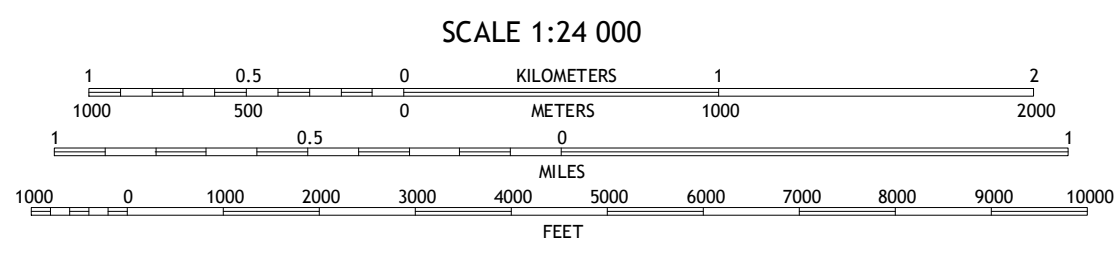 SCALE 1:24 000
1 0.5 0 KILOMETERS 1 2
1000 500 0 METERS 1000 2000
1 0.5 0 1
MILES
1000 0 1000 2000 3000 4000 5000 6000 7000 8000 9000 10000
FEET